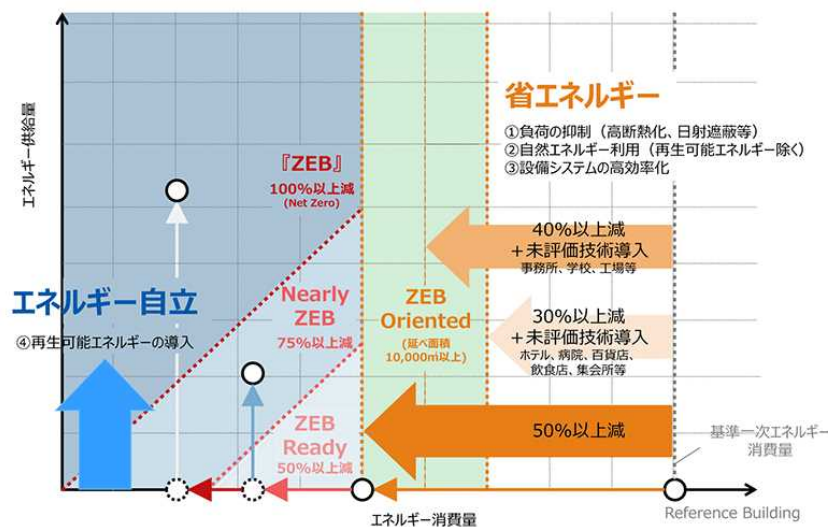 エネルギー供給量
省エネルギー
①負荷の抑制（高断熱化、日射遮蔽等）
②自然エネルギー利用（再生可能エネルギー除く）
③設備システムの高効率化
『ZEB』
100%以上減
(Net Zero)
40%以上減
＋未評価技術導入
事務所、学校、工場等
エネルギー自立
④再生可能エネルギーの導入
Nearly
ZEB
75%以上減
ZEB
Oriented
(延べ面積
10,000㎡以上)
30%以上減
＋未評価技術導入
ホテル、病院、百貨店、
飲食店、集会所等
ZEB
Ready
50%以上減
50%以上減
基準一次エネルギー
消費量
エネルギー消費量
Reference Building